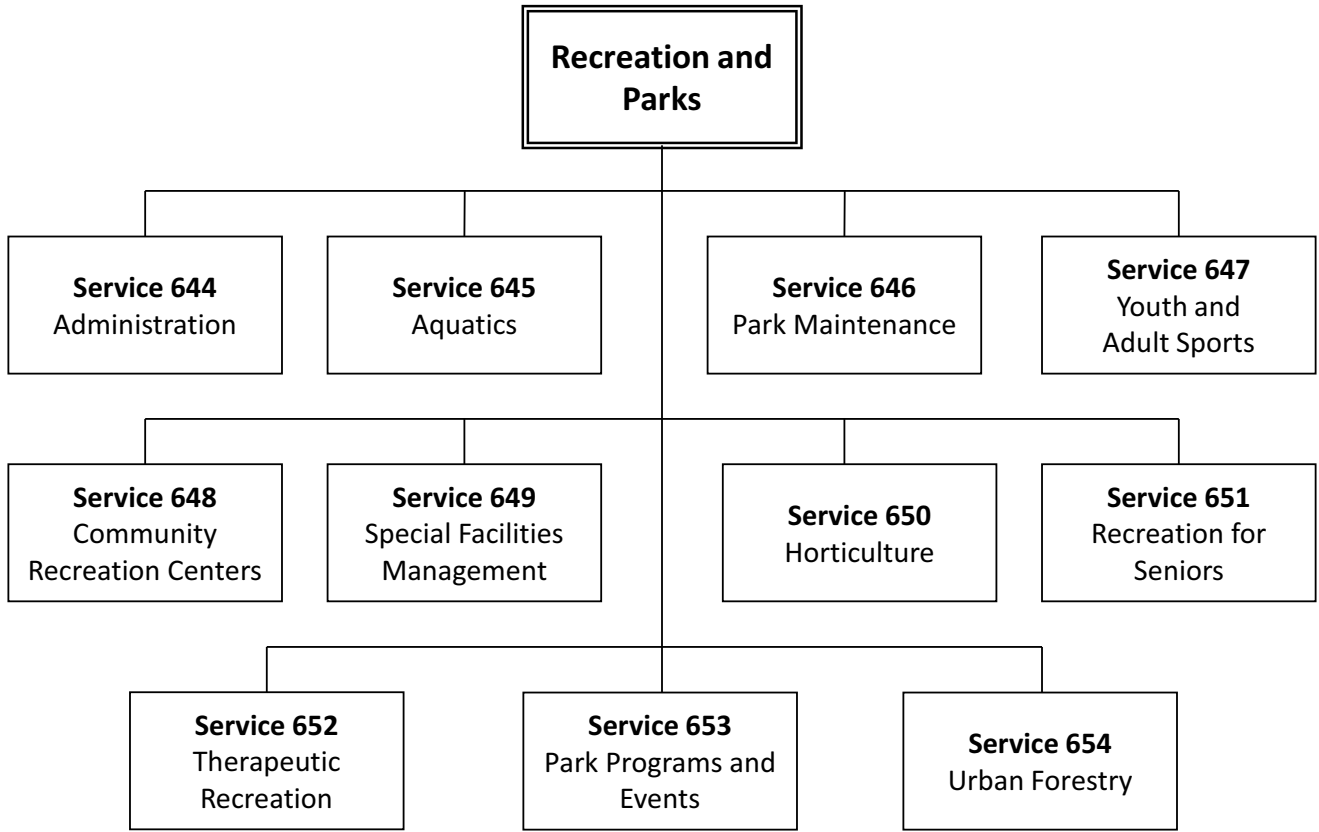 Recreation and
Parks
Service 644
Administration
Service 645
Aquatics
Service 646
Park Maintenance
Service 647
Youth and
Adult Sports
Service 648
Community
Recreation Centers
Service 649
Special Facilities
Management
Service 650
Horticulture
Service 651
Recreation for
Seniors
Service 652
Therapeutic
Recreation
Service 653
Park Programs and
Events
Service 654
Urban Forestry